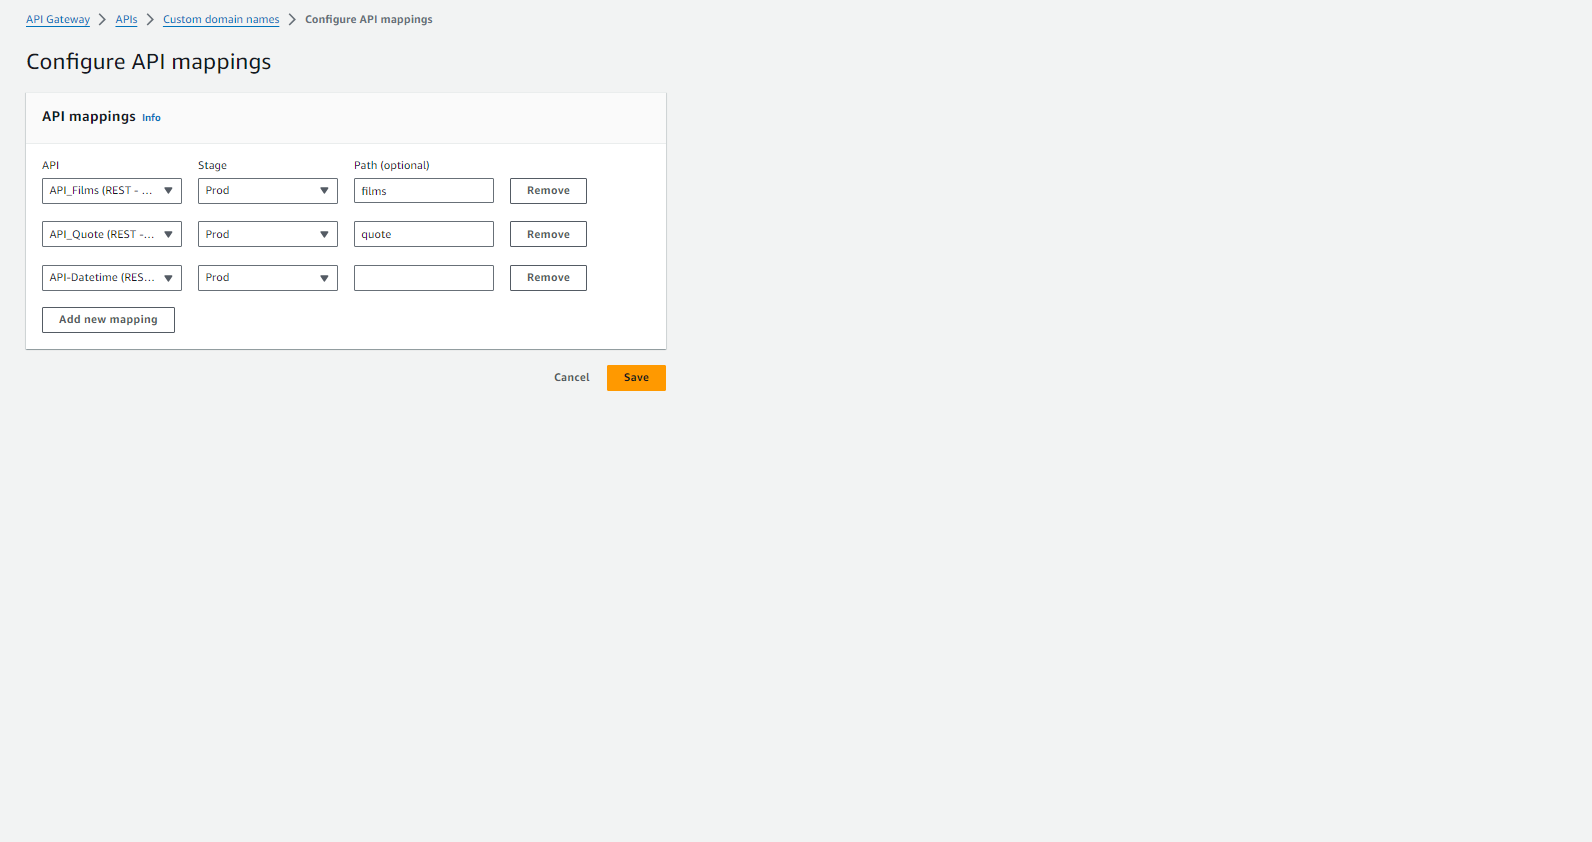 API Gateway > APIs > Custom domain names > Configure API mappings
Configure API mappings
API mappings Info
API Stage Path (optional)
API_Films (REST - ... Prod films Remove
API_Quote (REST -... Prod quote Remove
API-Datetime (RES... Prod Remove
Add new mapping
Cancel Save